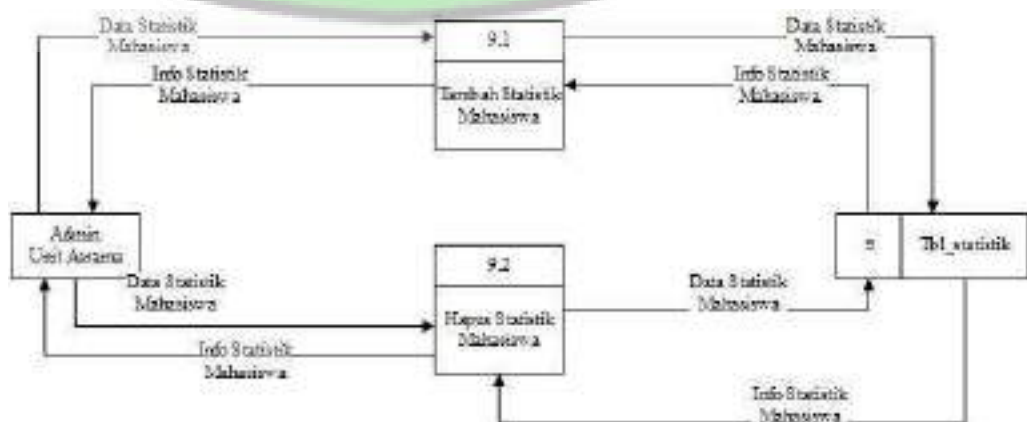 Data Statistik
Mahasiswa
Data Statistik
Mahasiswa
9.1
Info Statistik
Mahasiswa
Info Statistik
Mahasiswa
Tambah Statistik
Mahasiswa
Admin
Unit Asrama
Tbl_statistik
9.2
Data Statistik
Mahasiswa
Data Statistik
Mahasiswa
Hapus Statistik
Mahasiswa
Info Statistik
Mahasiswa
Info Statistik
Mahasiswa